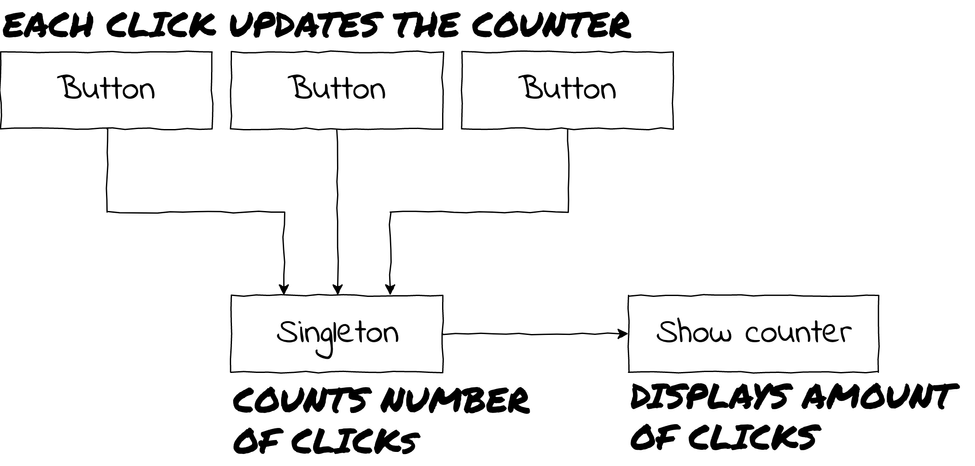 EACH CLICK UPDATES THE COUNTER
Button Button Button
Singleton Show counter
COUNTS NUMBER
OF CLICKS
DISPLAYS AMOUNT
OF CLICKS